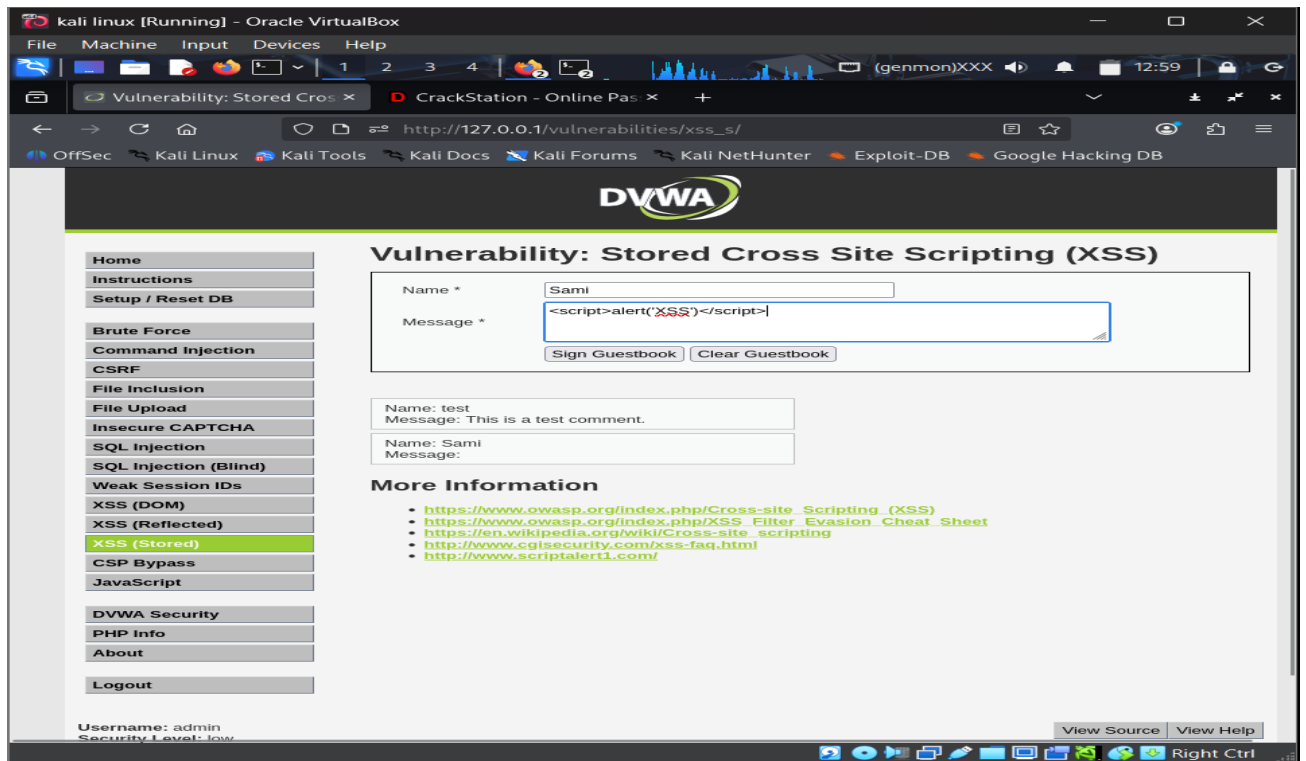 kali linux [Running] - Oracle VirtualBox
File Machine Input Devices Help
1 2 3 4 (genmon)XXX 12:59
Vulnerability: Stored Cros CrackStation - Online Pas
http://127.0.0.1/vulnerabilities/xss_s/
OffSec Kali Linux Kali Tools Kali Docs Kali Forums Kali NetHunter Exploit-DB Google Hacking DB
DVWA
Home
Instructions
Setup / Reset DB
Brute Force
Command Injection
CSRF
File Inclusion
File Upload
Insecure CAPTCHA
SQL Injection
SQL Injection (Blind)
Weak Session IDs
XSS (DOM)
XSS (Reflected)
XSS (Stored)
CSP Bypass
JavaScript
DVWA Security
PHP Info
About
Logout
Vulnerability: Stored Cross Site Scripting (XSS)
Name * Sami
Message * <script>alert('XSS')</script>
Sign Guestbook Clear Guestbook
Name: test
Message: This is a test comment.
Name: Sami
Message:
More Information
https://www.owasp.org/index.php/Cross-site_Scripting_(XSS)
https://www.owasp.org/index.php/XSS_Filter_Evasion_Cheat_Sheet
https://en.wikipedia.org/wiki/Cross-site_scripting
http://www.cgisecurity.com/xss-faq.html
http://www.scriptalert1.com/
Username: admin
Security Level: low
View Source View Help
Right Ctrl